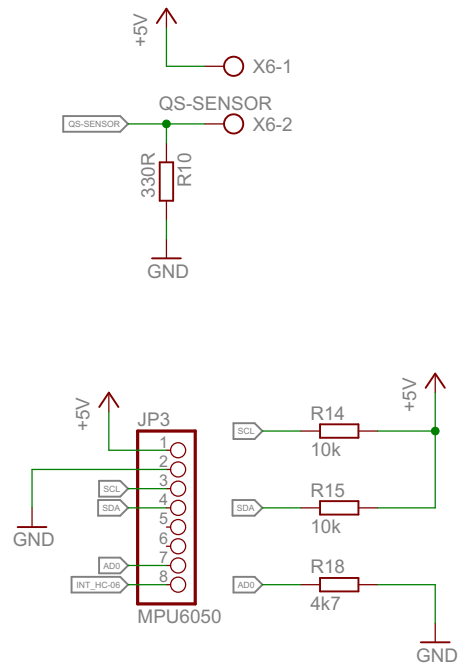 +5V
X6-1
QS-SENSOR
QS-SENSOR
X6-2
330R
R10
GND
+5V
JP3
1
2
3
4
5
6
7
8
SCL
SDA
AD0
INT_HC-06
GND
MPU6050
+5V
SCL
R14
10k
SDA
R15
10k
AD0
R18
4k7
GND